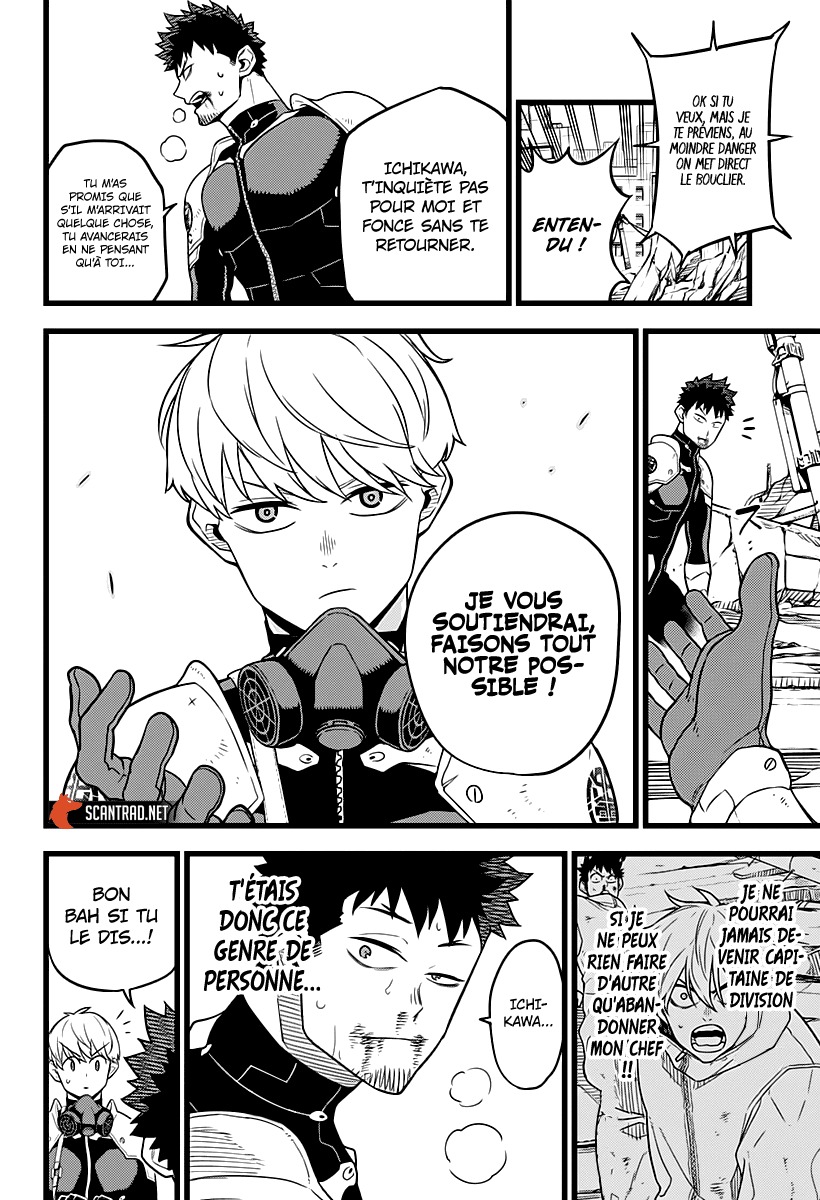 OK SI TU
VEUX, MAIS JE
TE PRÉVIENS, AU
MOINDRE DANGER
ON MET DIRECT
LE BOUCLIER.
ENTEN-
DU !
ICHIKAWA,
T'INQUIÈTE PAS
POUR MOI ET
FONCE SANS TE
RETOURNER.
TU M'AS
PROMIS QUE
S'IL M'ARRIVAIT
QUELQUE CHOSE,
TU AVANCERAIS
EN NE PENSANT
QU'À TOI...
JE VOUS
SOUTIENDRAI,
FAISONS TOUT
NOTRE POS-
SIBLE !
SCANTRAD.NET
JE NE
POURRAI
JAMAIS DE-
VENIR CAPI-
TAINE DE
DIVISION
SI JE
NE PEUX
RIEN FAIRE
D'AUTRE
QU'ABAN-
DONNER
MON CHEF
!!
T'ÉTAIS
DONC CE
GENRE DE
PERSONNE...
ICHI-
KAWA...
BON
BAH SI TU
LE DIS...!